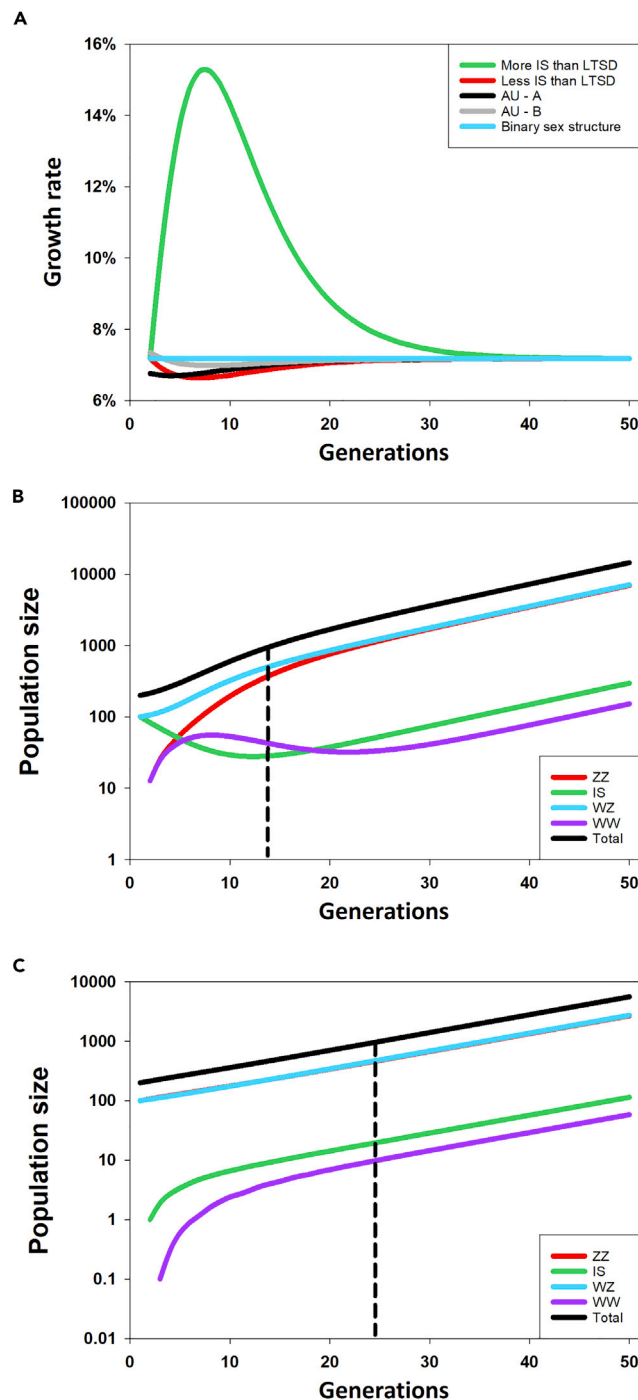 A
16%
14%
12%
10%
8%
6%
Growth rate
More IS than LTSD
Less IS than LTSD
AU - A
AU - B
Binary sex structure
0 10 20 30 40 50
Generations
B
100000
10000
1000
100
10
1
Population size
ZZ
IS
WZ
WW
Total
0 10 20 30 40 50
Generations
C
10000
1000
100
10
1
0.1
0.01
Population size
ZZ
IS
WZ
WW
Total
0 10 20 30 40 50
Generations